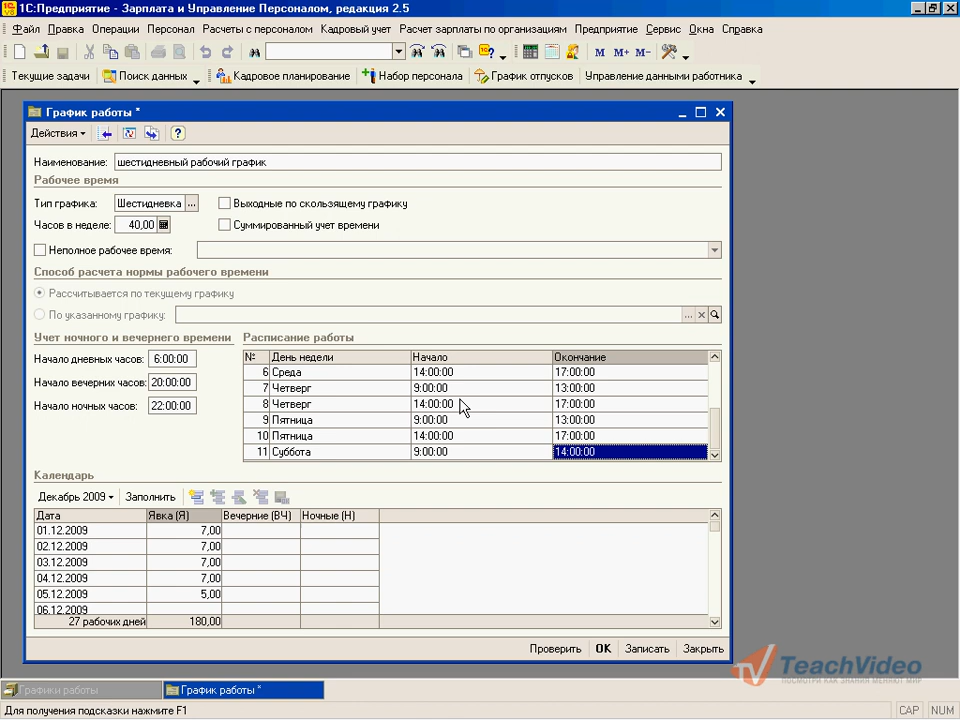 1С:Предприятие - Зарплата и Управление Персоналом, редакция 2.5
Файл Правка Операции Персонал Расчеты с персоналом Кадровый учет Расчет зарплаты по организациям Предприятие Сервис Окна Справка
M M+ M-
Текущие задачи Поиск данных Кадровое планирование Набор персонала График отпусков Управление данными работника
График работы *
Действия
Наименование: шестидневный рабочий график
Рабочее время
Тип графика: Шестидневка ... Выходные по скользящему графику
Часов в неделе: 40,00 Суммированный учет времени
Неполное рабочее время:
Способ расчета нормы рабочего времени
Рассчитывается по текущему графику
По указанному графику:
Учет ночного и вечернего времени Расписание работы
Начало дневных часов: 6:00:00
Начало вечерних часов: 20:00:00
Начало ночных часов: 22:00:00
№ День недели Начало Окончание
6 Среда 14:00:00 17:00:00
7 Четверг 9:00:00 13:00:00
8 Четверг 14:00:00 17:00:00
9 Пятница 9:00:00 13:00:00
10 Пятница 14:00:00 17:00:00
11 Суббота 9:00:00 14:00:00
Календарь
Декабрь 2009 Заполнить
Дата Явка (Я) Вечерние (ВЧ) Ночные (Н)
01.12.2009 7,00
02.12.2009 7,00
03.12.2009 7,00
04.12.2009 7,00
05.12.2009 5,00
06.12.2009
27 рабочих дней 180,00
Проверить OK Записать Закрыть
TeachVideo
ПОСМОТРИ КАК ЗНАНИЯ МЕНЯЮТ МИР
Графики работы График работы *
Для получения подсказки нажмите F1 CAP NUM